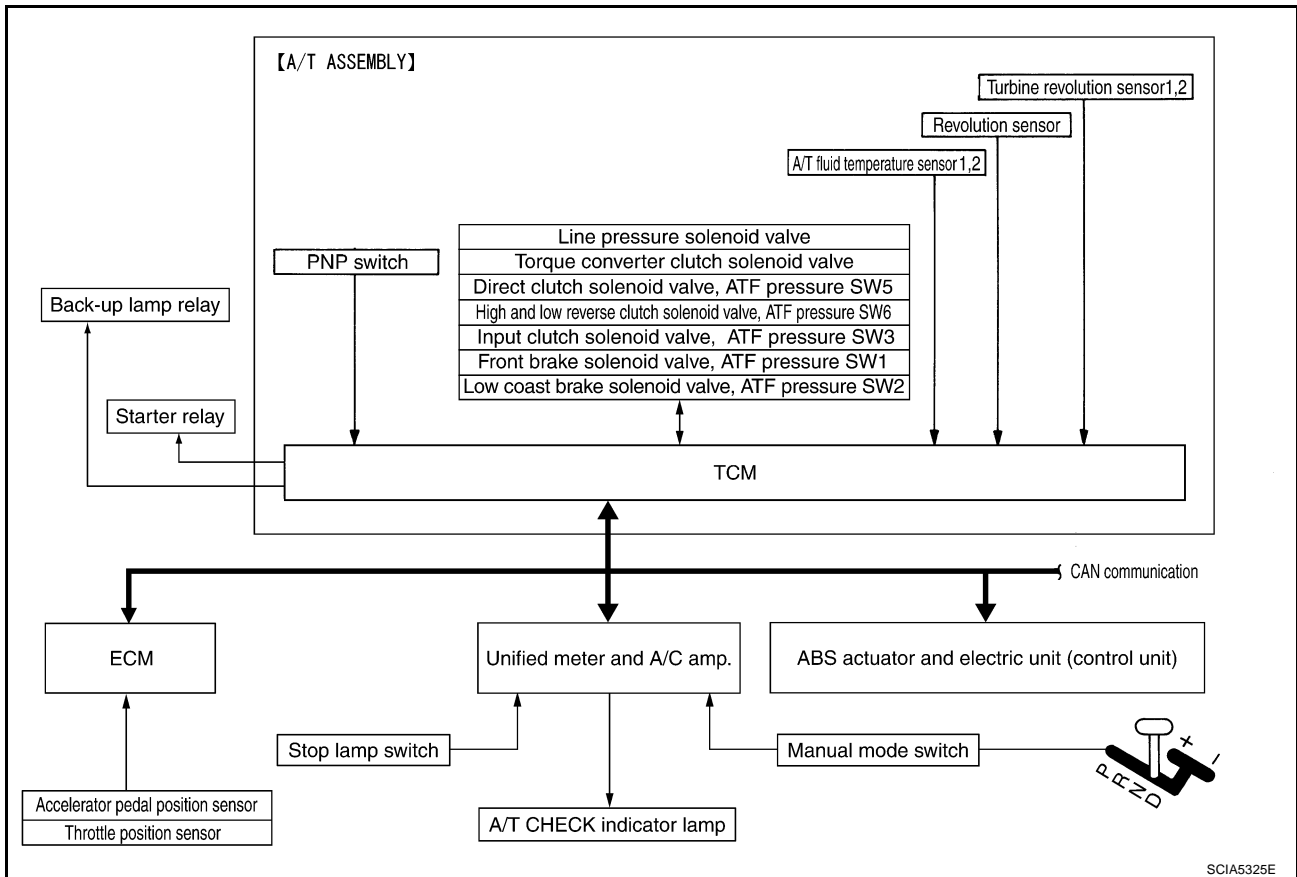 【A/T ASSEMBLY】
Turbine revolution sensor1,2
Revolution sensor
A/T fluid temperature sensor1,2
Line pressure solenoid valve
PNP switch
Torque converter clutch solenoid valve
Direct clutch solenoid valve, ATF pressure SW5
High and low reverse clutch solenoid valve, ATF pressure SW6
Input clutch solenoid valve, ATF pressure SW3
Front brake solenoid valve, ATF pressure SW1
Low coast brake solenoid valve, ATF pressure SW2
Back-up lamp relay
Starter relay
TCM
CAN communication
ECM
Unified meter and A/C amp.
ABS actuator and electric unit (control unit)
Stop lamp switch
Manual mode switch
+
−
P R N D
Accelerator pedal position sensor
Throttle position sensor
A/T CHECK indicator lamp
SCIA5325E